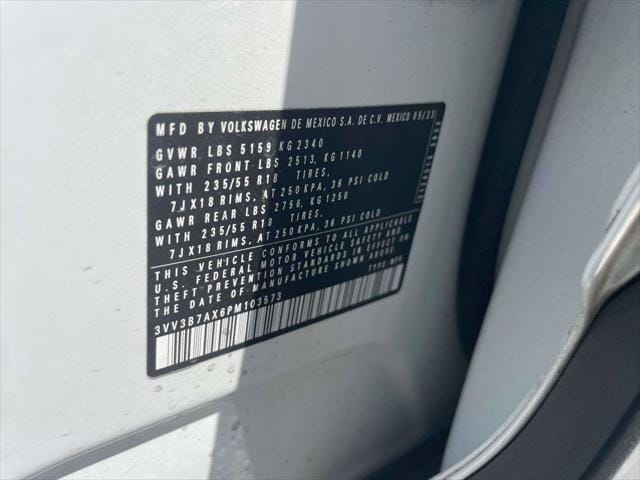 MFD BY VOLKSWAGEN DE MEXICO S.A. DE C.V. MEXICO 05/23
GVWR LBS 5159 KG 2340
GAWR FRONT LBS 2513, KG 1140
WITH 235/55 R18 TIRES,
7JX18 RIMS, AT 250 KPA, 36 PSI COLD
GAWR REAR LBS 2756, KG 1250
WITH 235/55 R18 TIRES,
7JX18 RIMS, AT 250 KPA, 36 PSI COLD
THIS VEHICLE CONFORMS TO ALL APPLICABLE
U.S. FEDERAL MOTOR VEHICLE SAFETY AND
THEFT PREVENTION STANDARDS IN EFFECT ON
THE DATE OF MANUFACTURE SHOWN ABOVE.
3VV3B7AX6PM103573